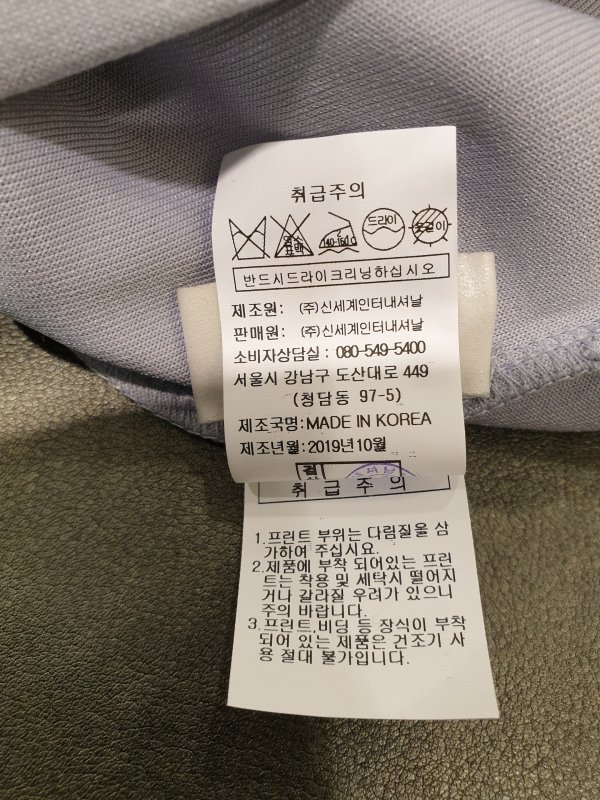 취급주의
염소
표백
2
140-160℃
드라이
옷걸이
반드시드라이크리닝하십시오
제조원: (주)신세계인터내셔날
판매원: (주)신세계인터내셔날
소비자상담실 : 080-549-5400
서울시 강남구 도산대로 449
(청담동 97-5)
제조국명:MADE IN KOREA
제조년월:2019년10월
취 급 주 의
1.프린트 부위는 다림질을 삼
가하여 주십시요.
2.제품에 부착 되어있는 프린
트는 착용 및 세탁시 떨어지
거나 갈라질 우려가 있으니
주의 바랍니다.
3.프린트,비딩 등 장식이 부착
되어 있는 제품은 건조기 사
용 절대 불가입니다.